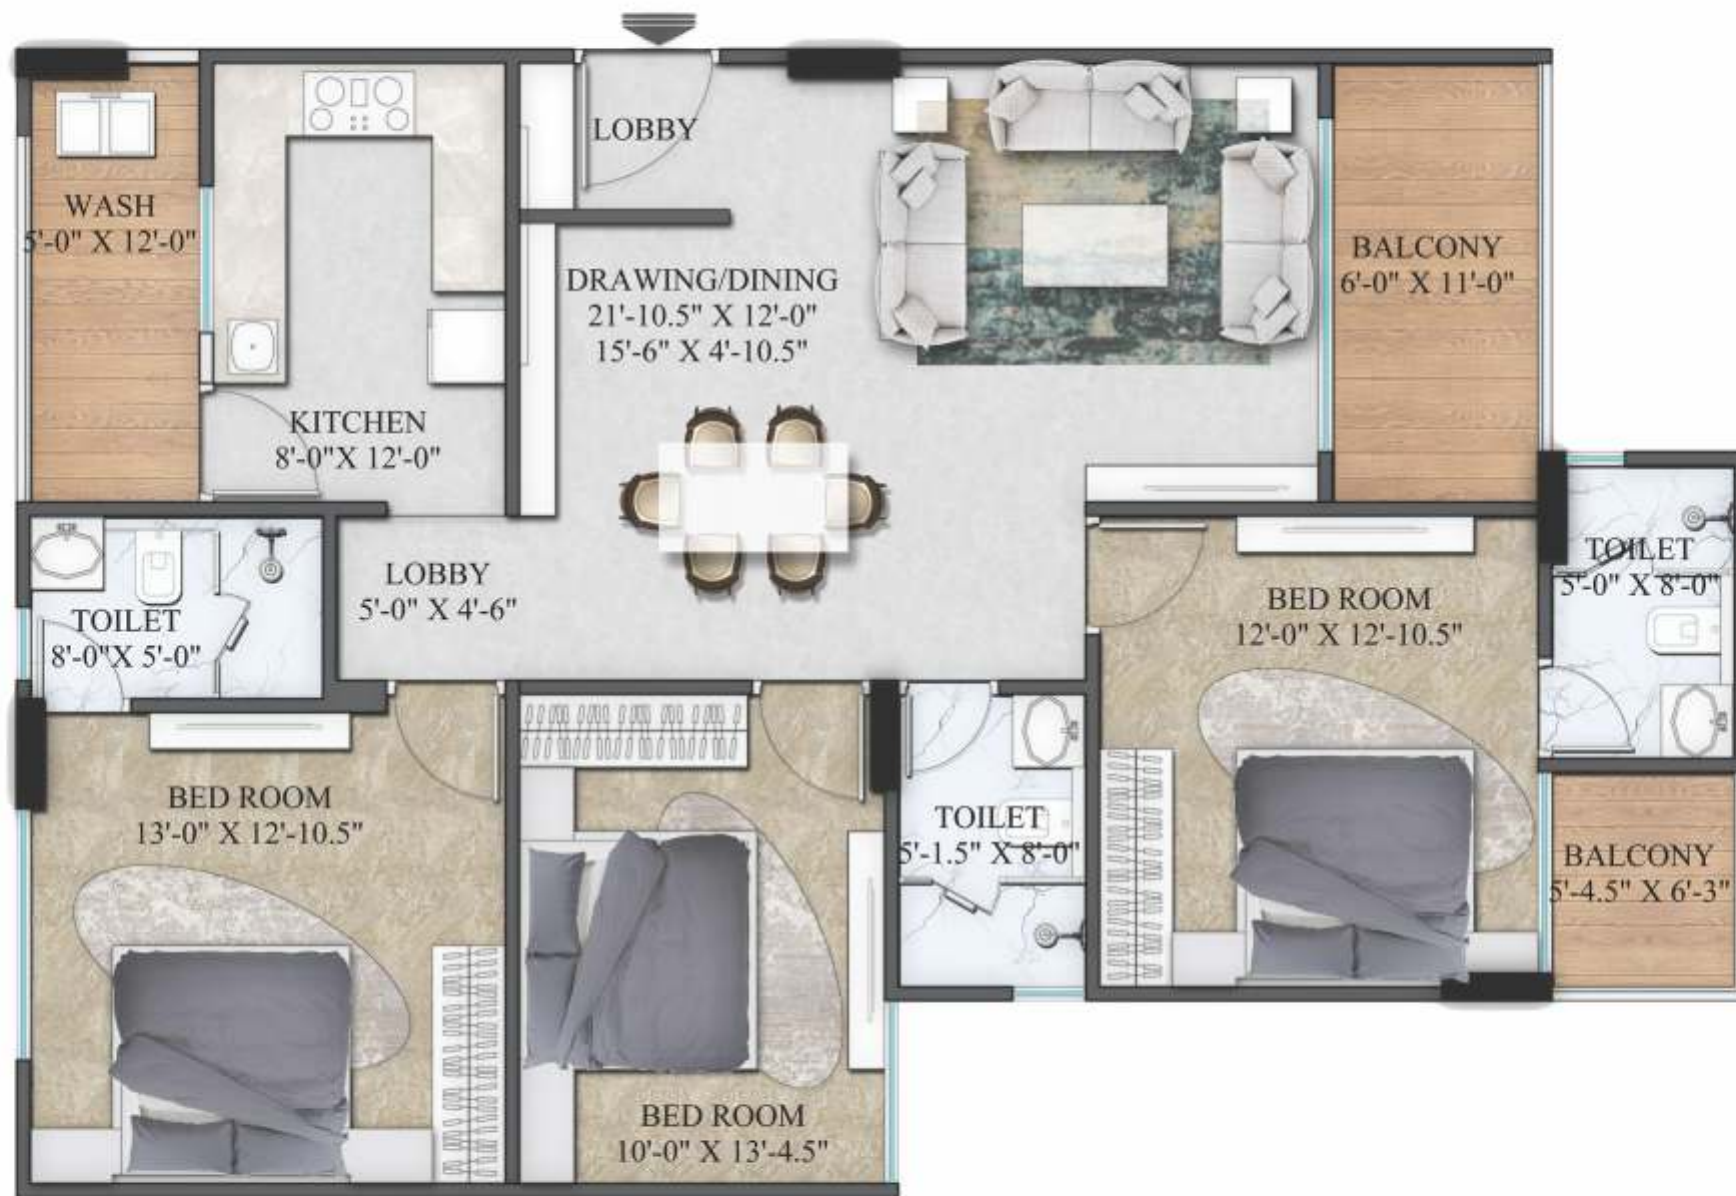 LOBBY
WASH
5'-0" X 12'-0"
DRAWING/DINING
21'-10.5" X 12'-0"
15'-6" X 4'-10.5"
BALCONY
6'-0" X 11'-0"
KITCHEN
8'-0"X 12'-0"
LOBBY
5'-0" X 4'-6"
TOILET
8'-0"X 5'-0"
BED ROOM
12'-0" X 12'-10.5"
TOILET
5'-0" X 8'-0"
BED ROOM
13'-0" X 12'-10.5"
TOILET
5'-1.5" X 8'-0"
BALCONY
5'-4.5" X 6'-3"
BED ROOM
10'-0" X 13'-4.5"